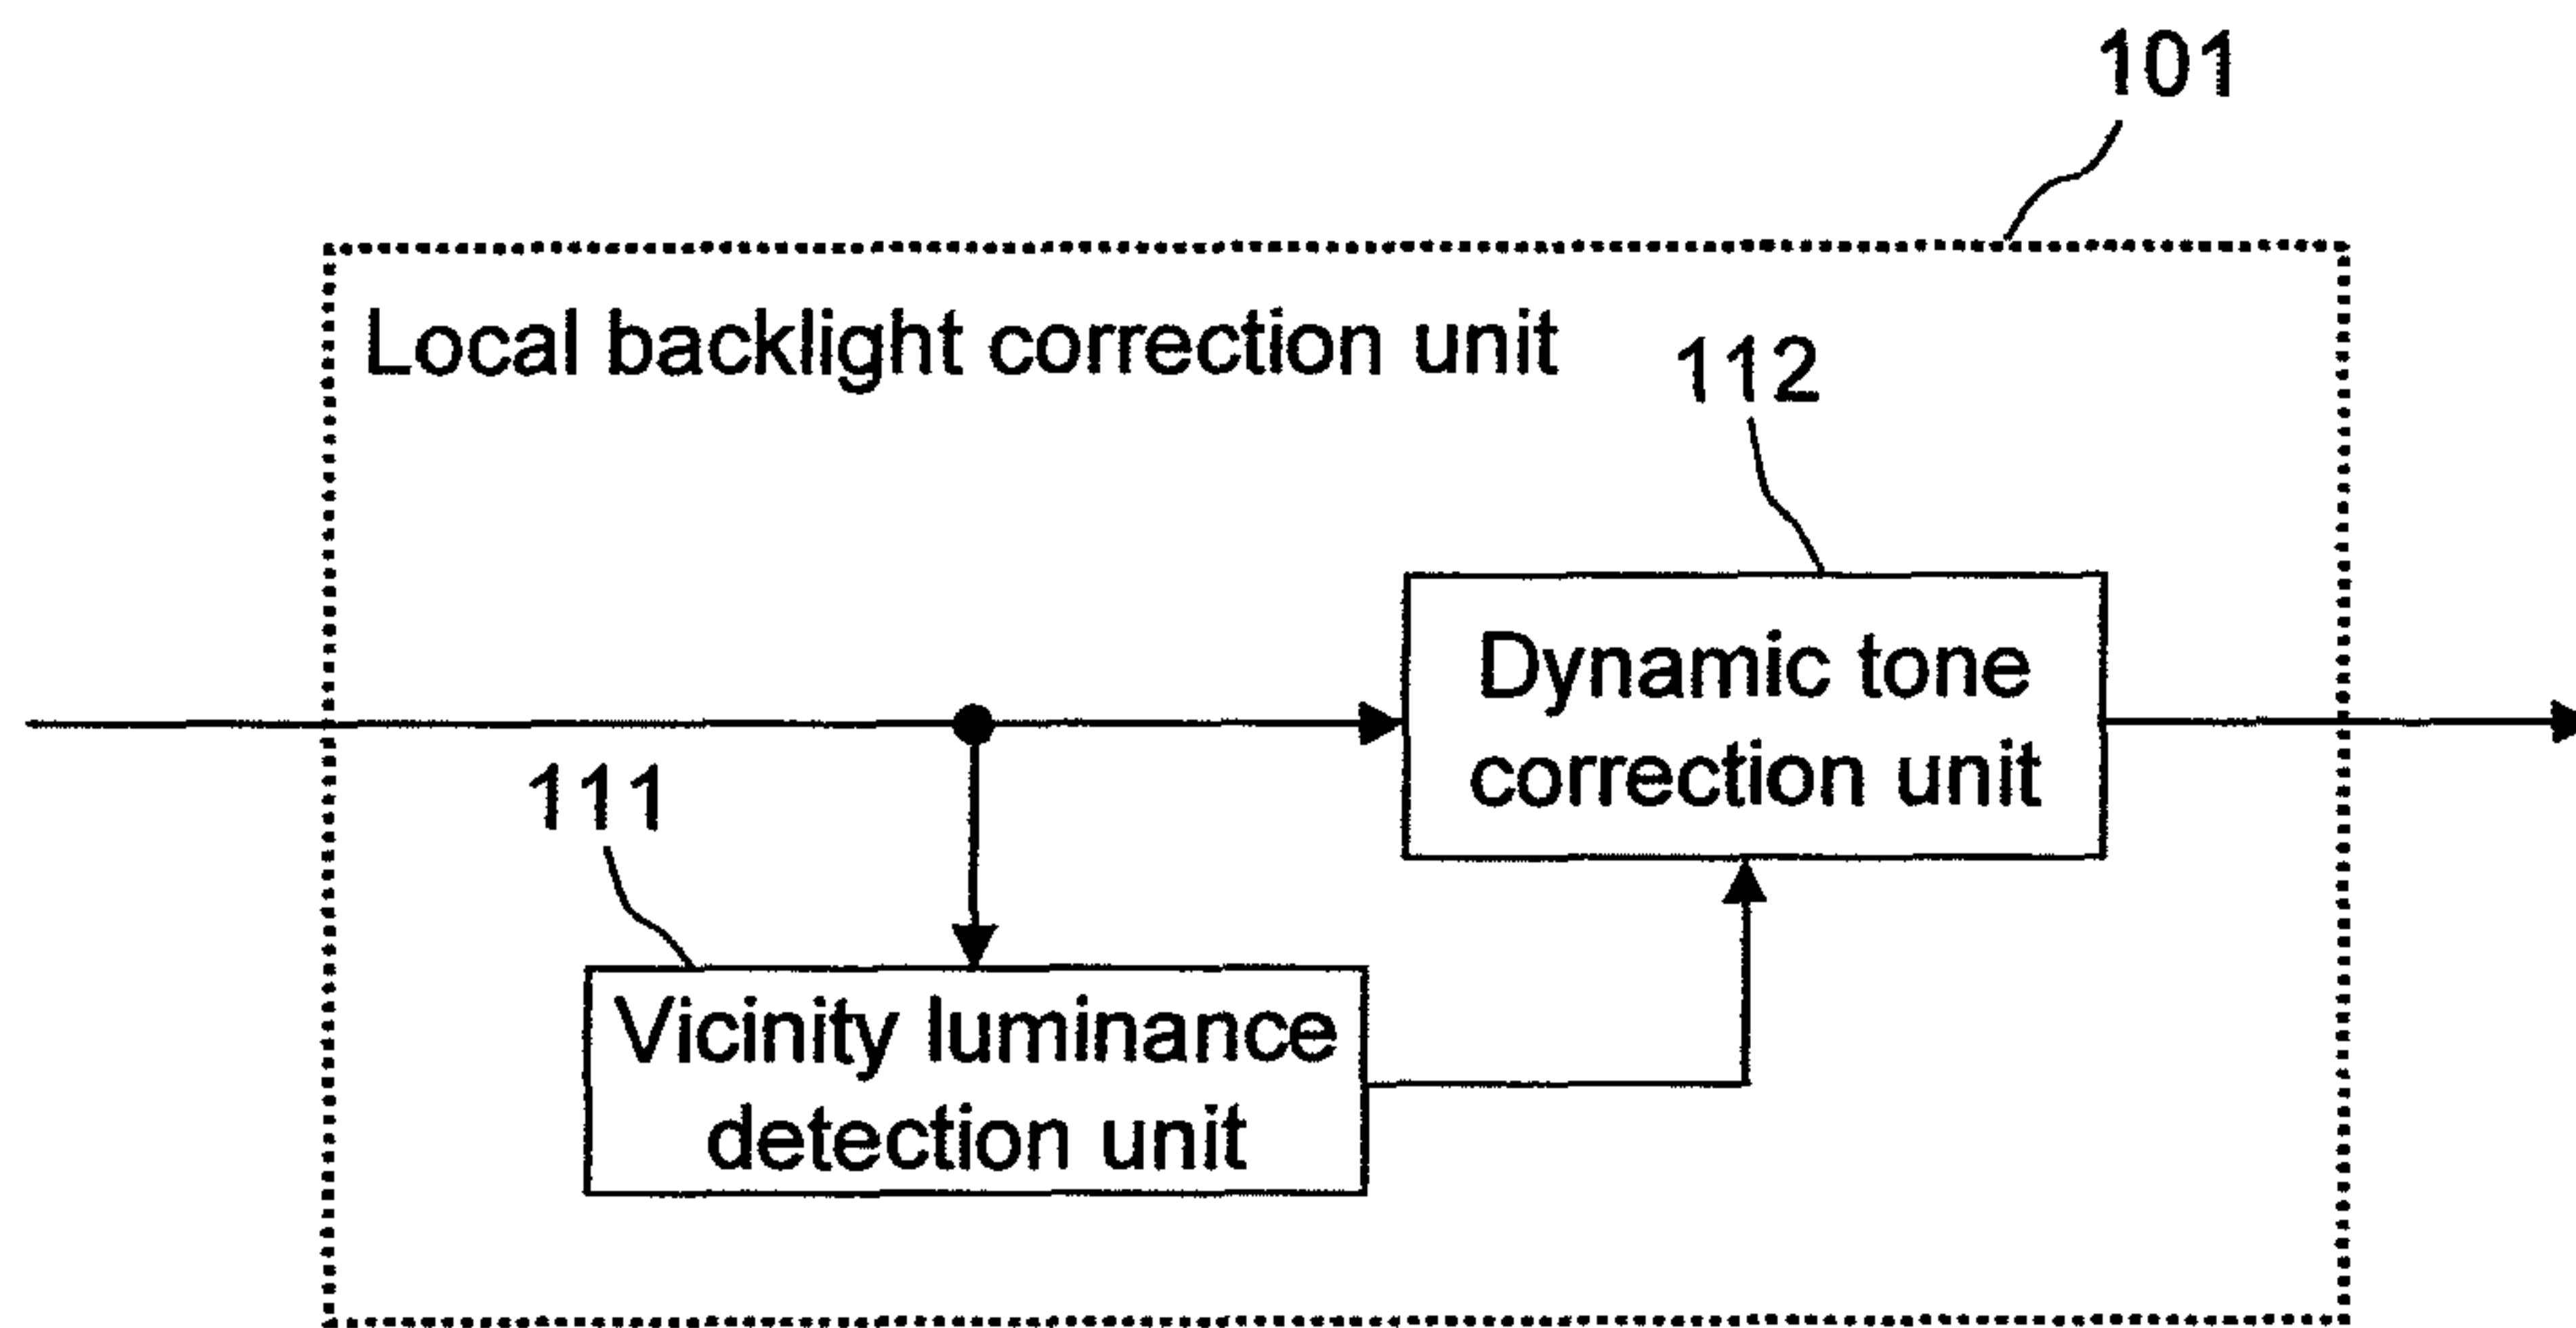 101
Local backlight correction unit
112
Dynamic tone
correction unit
111
Vicinity luminance
detection unit